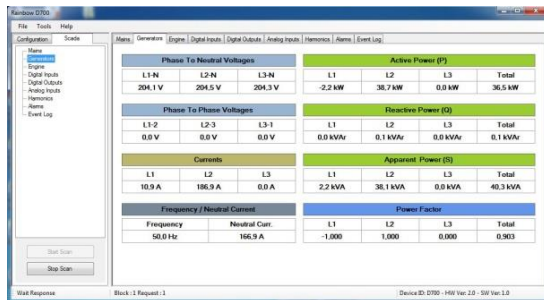 Rainbow D700
File Tools Help
Configuration Scada
Mains Generators Engine Digital Inputs Digital Outputs Analog Inputs Harmonics Alarms Event Log
Mains
Generators
Engine
Digital Inputs
Digital Outputs
Analog Inputs
Harmonics
Alarms
Event Log
Phase To Neutral Voltages
L1-N L2-N L3-N
204,1 V 204,5 V 204,3 V
Active Power (P)
L1 L2 L3 Total
-2,2 kW 38,7 kW 0,0 kW 36,5 kW
Phase To Phase Voltages
L1-2 L2-3 L3-1
0,0 V 0,0 V 0,0 V
Reactive Power (Q)
L1 L2 L3 Total
0,0 kVAr 0,1 kVAr 0,0 kVAr 0,1 kVAr
Currents
L1 L2 L3
10,9 A 186,9 A 0,0 A
Apparent Power (S)
L1 L2 L3 Total
2,2 kVA 38,1 kVA 0,0 kVA 40,3 kVA
Frequency / Neutral Current
Frequency Neutral Curr.
50,0 Hz 166,9 A
Power Factor
L1 L2 L3 Total
-1,000 1,000 0,000 0,903
Start Scan
Stop Scan
Wait Response Block : 1 Request : 1 Device ID: D700 - HW Ver: 2.0 - SW Ver: 1.0